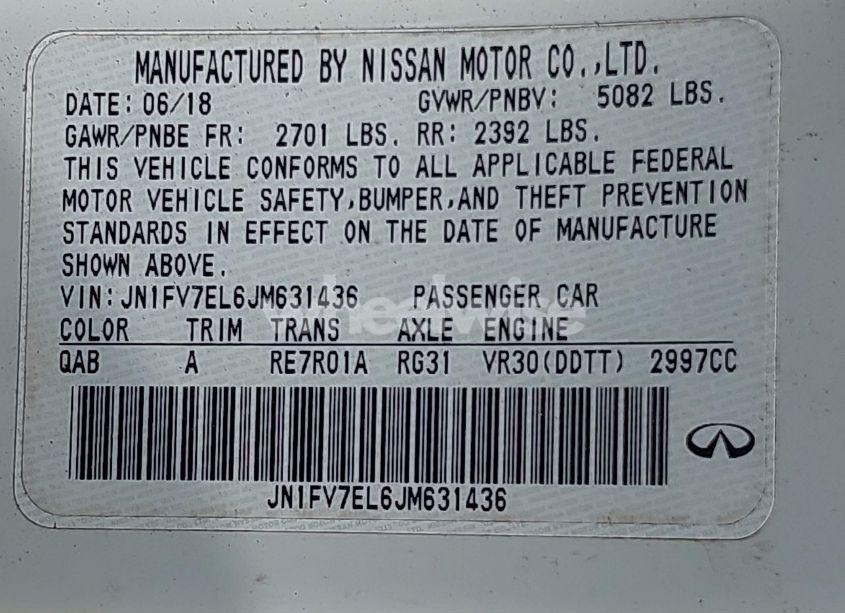 MANUFACTURED BY NISSAN MOTOR CO.,LTD.
DATE: 06/18 GVWR/PNBV: 5082 LBS.
GAWR/PNBE FR: 2701 LBS. RR: 2392 LBS.
THIS VEHICLE CONFORMS TO ALL APPLICABLE FEDERAL
MOTOR VEHICLE SAFETY,BUMPER,AND THEFT PREVENTION
STANDARDS IN EFFECT ON THE DATE OF MANUFACTURE
SHOWN ABOVE.
VIN:JN1FV7EL6JM631436 PASSENGER CAR
wheelwise
COLOR TRIM TRANS AXLE ENGINE
QAB A RE7R01A RG31 VR30(DDTT) 2997CC
JN1FV7EL6JM631436